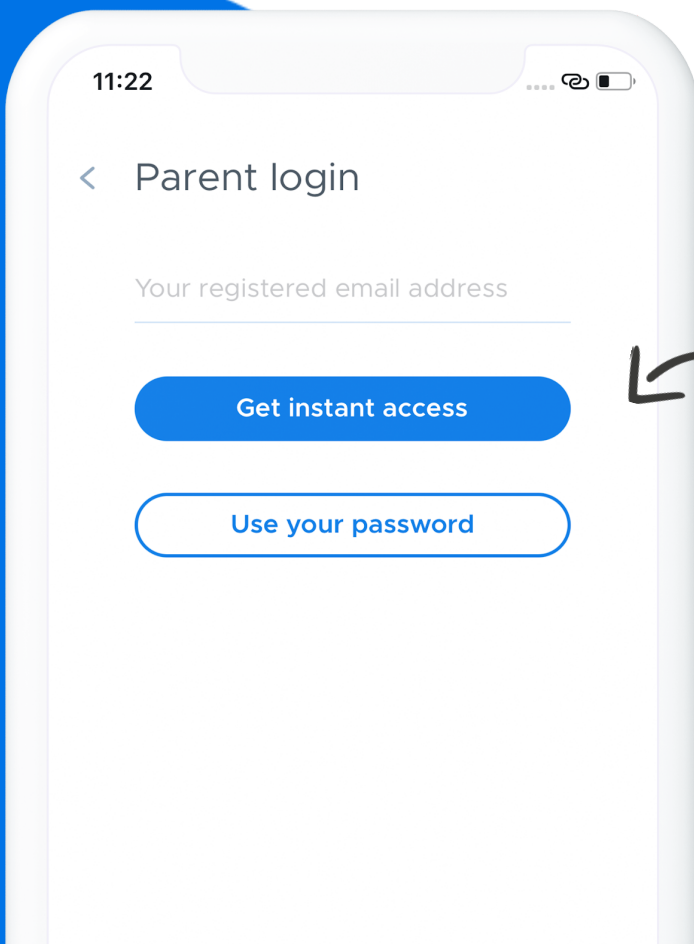 11:22
Parent login
Your registered email address
Get instant access
Use your password